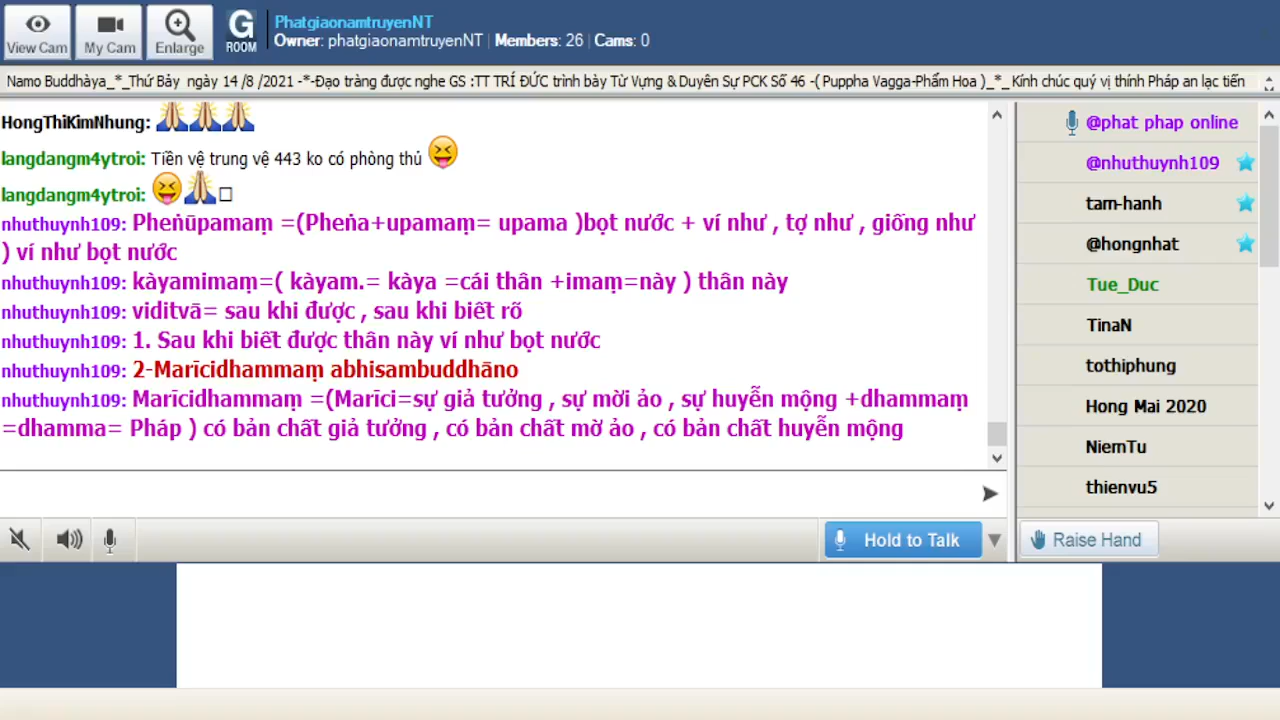 View Cam
My Cam
Enlarge
G
ROOM
PhatgiaonamtruyenNT
Owner: phatgiaonamtruyenNT | Members: 26 | Cams: 0
Namo Buddhàya_*_Thứ Bảy ngày 14 /8 /2021 -*-Đạo tràng được nghe GS :TT TRÍ ĐỨC trình bày Từ Vựng & Duyên Sự PCK Số 46 -( Puppha Vagga-Phẩm Hoa )_*_ Kính chúc quý vị thính Pháp an lạc tiến
HongThiKimNhung:
langdangm4ytroi: Tiền vệ trung vệ 443 ko có phòng thủ
langdangm4ytroi:
nhuthuynh109: Pheṅūpamaṃ =(Pheṅa+upamaṃ= upama )bọt nước + ví như , tợ như , giống như
) ví như bọt nước
nhuthuynh109: kàyamimaṃ=( kàyam.= kàya =cái thân +imaṃ=này ) thân này
nhuthuynh109: viditvā= sau khi được , sau khi biết rõ
nhuthuynh109: 1. Sau khi biết được thân này ví như bọt nước
nhuthuynh109: 2-Marīcidhammaṃ abhisambuddhāno
nhuthuynh109: Marīcidhammaṃ =(Marīci=sự giả tưởng , sự mời ảo , sự huyễn mộng +dhammaṃ
=dhamma= Pháp ) có bản chất giả tưởng , có bản chất mờ ảo , có bản chất huyễn mộng
@phat phap online
@nhuthuynh109
tam-hanh
@hongnhat
Tue_Duc
TinaN
tothiphung
Hong Mai 2020
NiemTu
thienvu5
Hold to Talk
Raise Hand